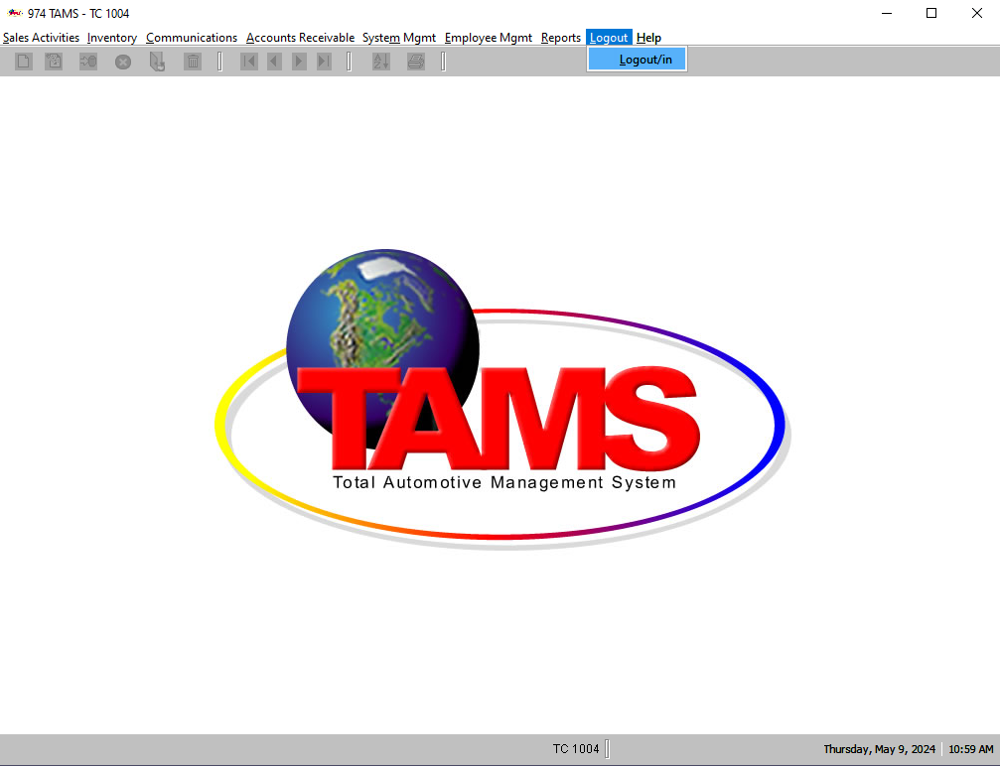 974 TAMS - TC 1004
Sales Activities Inventory Communications Accounts Receivable System Mgmt Employee Mgmt Reports Logout Help
Logout/in
TAMS
Total Automotive Management System
TC 1004 Thursday, May 9, 2024 10:59 AM